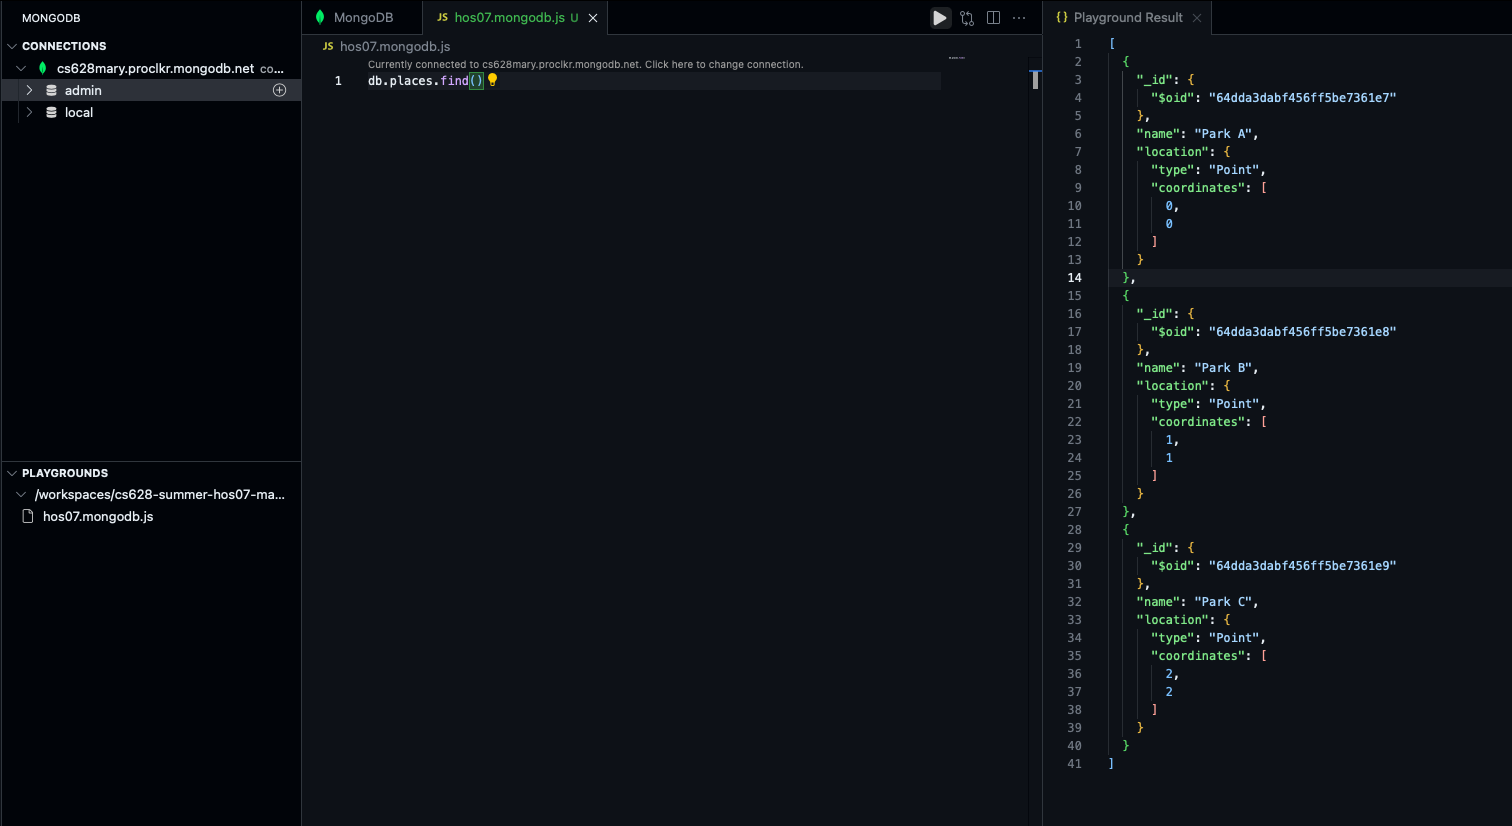 MONGODB
CONNECTIONS
cs628mary.proclkr.mongodb.net co...
admin
local
PLAYGROUNDS
/workspaces/cs628-summer-hos07-ma...
hos07.mongodb.js
MongoDB
JS hos07.mongodb.js U
JS hos07.mongodb.js
Currently connected to cs628mary.proclkr.mongodb.net. Click here to change connection.
1 db.places.find()
{} Playground Result
1 [
2 {
3 "_id": {
4 "$oid": "64dda3dabf456ff5be7361e7"
5 },
6 "name": "Park A",
7 "location": {
8 "type": "Point",
9 "coordinates": [
10 0,
11 0
12 ]
13 }
14 },
15 {
16 "_id": {
17 "$oid": "64dda3dabf456ff5be7361e8"
18 },
19 "name": "Park B",
20 "location": {
21 "type": "Point",
22 "coordinates": [
23 1,
24 1
25 ]
26 }
27 },
28 {
29 "_id": {
30 "$oid": "64dda3dabf456ff5be7361e9"
31 },
32 "name": "Park C",
33 "location": {
34 "type": "Point",
35 "coordinates": [
36 2,
37 2
38 ]
39 }
40 }
41 ]